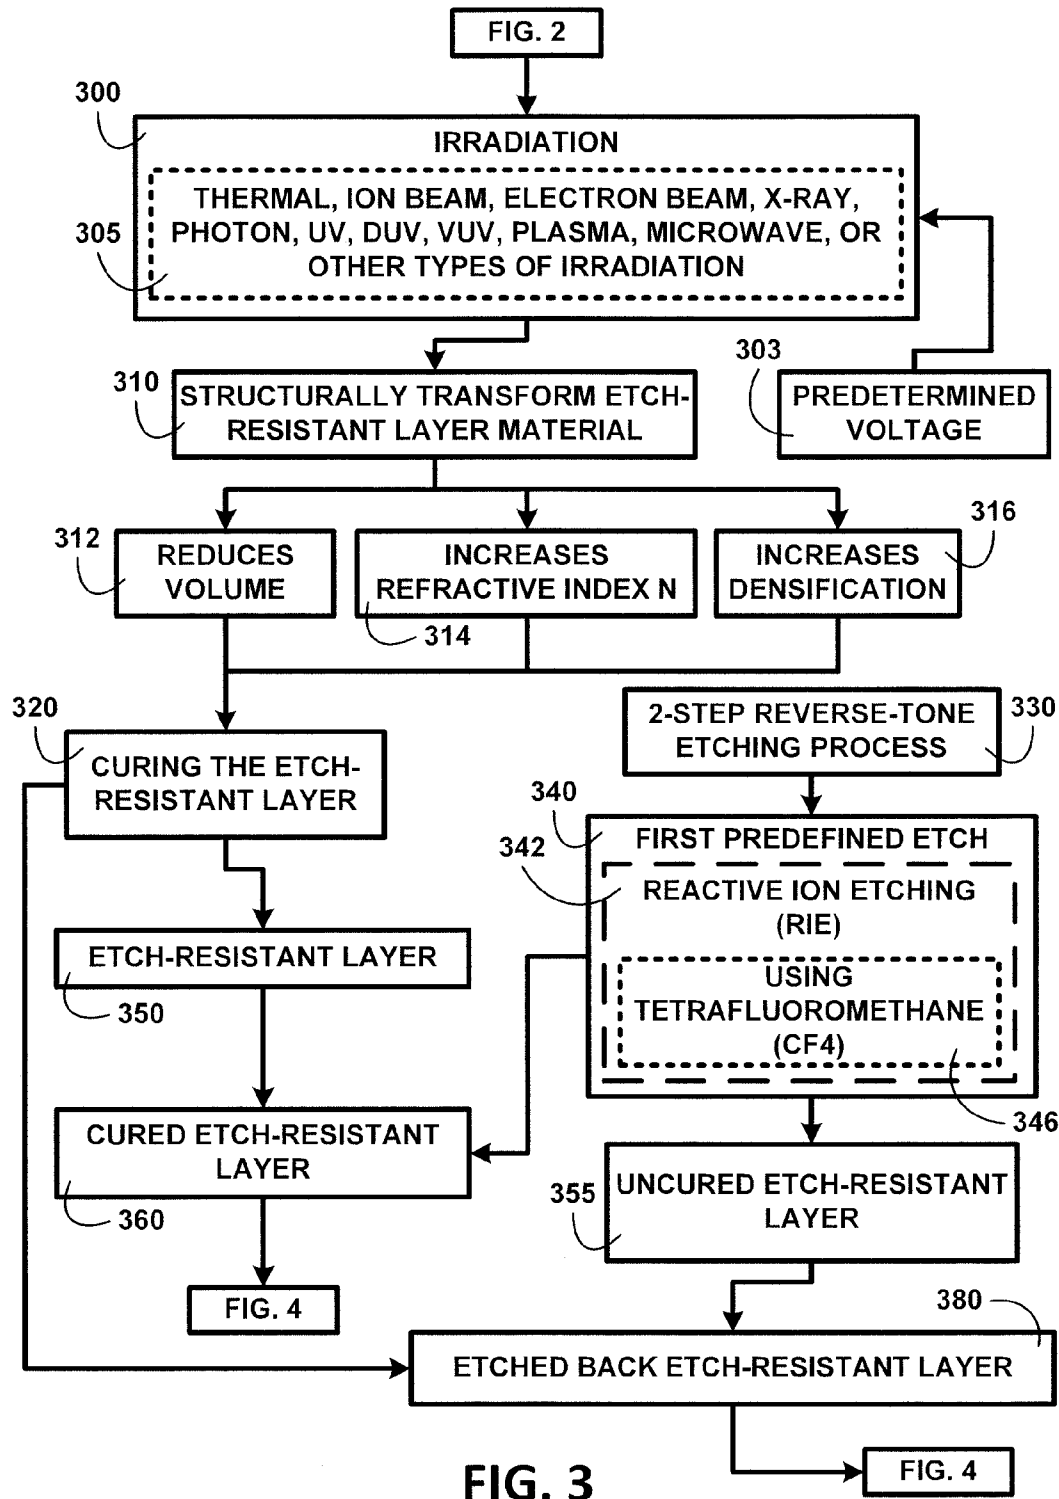 FIG. 2
300
IRRADIATION
305
THERMAL, ION BEAM, ELECTRON BEAM, X-RAY,
PHOTON, UV, DUV, VUV, PLASMA, MICROWAVE, OR
OTHER TYPES OF IRRADIATION
310
STRUCTURALLY TRANSFORM ETCH-
RESISTANT LAYER MATERIAL
303
PREDETERMINED
VOLTAGE
312
REDUCES
VOLUME
INCREASES
REFRACTIVE INDEX N
314
316
INCREASES
DENSIFICATION
320
CURING THE ETCH-
RESISTANT LAYER
2-STEP REVERSE-TONE
ETCHING PROCESS
330
340
FIRST PREDEFINED ETCH
342
REACTIVE ION ETCHING
(RIE)
USING
TETRAFLUOROMETHANE
(CF4)
346
ETCH-RESISTANT LAYER
350
CURED ETCH-RESISTANT
LAYER
360
355
UNCURED ETCH-RESISTANT
LAYER
FIG. 4
380
ETCHED BACK ETCH-RESISTANT LAYER
FIG. 4
FIG. 3